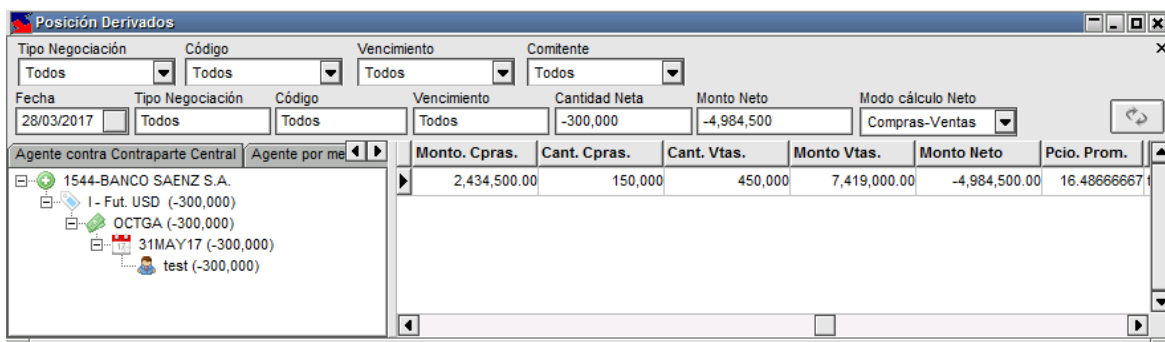 Posición Derivados
Tipo Negociación Código Vencimiento Comitente
Todos Todos Todos Todos
Fecha Tipo Negociación Código Vencimiento Cantidad Neta Monto Neto Modo cálculo Neto
28/03/2017 Todos Todos Todos -300,000 -4,984,500 Compras-Ventas
Agente contra Contraparte Central Agente por me
Monto. Cpras. Cant. Cpras. Cant. Vtas. Monto Vtas. Monto Neto Pcio. Prom.
2,434,500.00 150,000 450,000 7,419,000.00 -4,984,500.00 16.48666667
1544-BANCO SAENZ S.A.
I - Fut. USD (-300,000)
OCTGA (-300,000)
31MAY17 (-300,000)
test (-300,000)